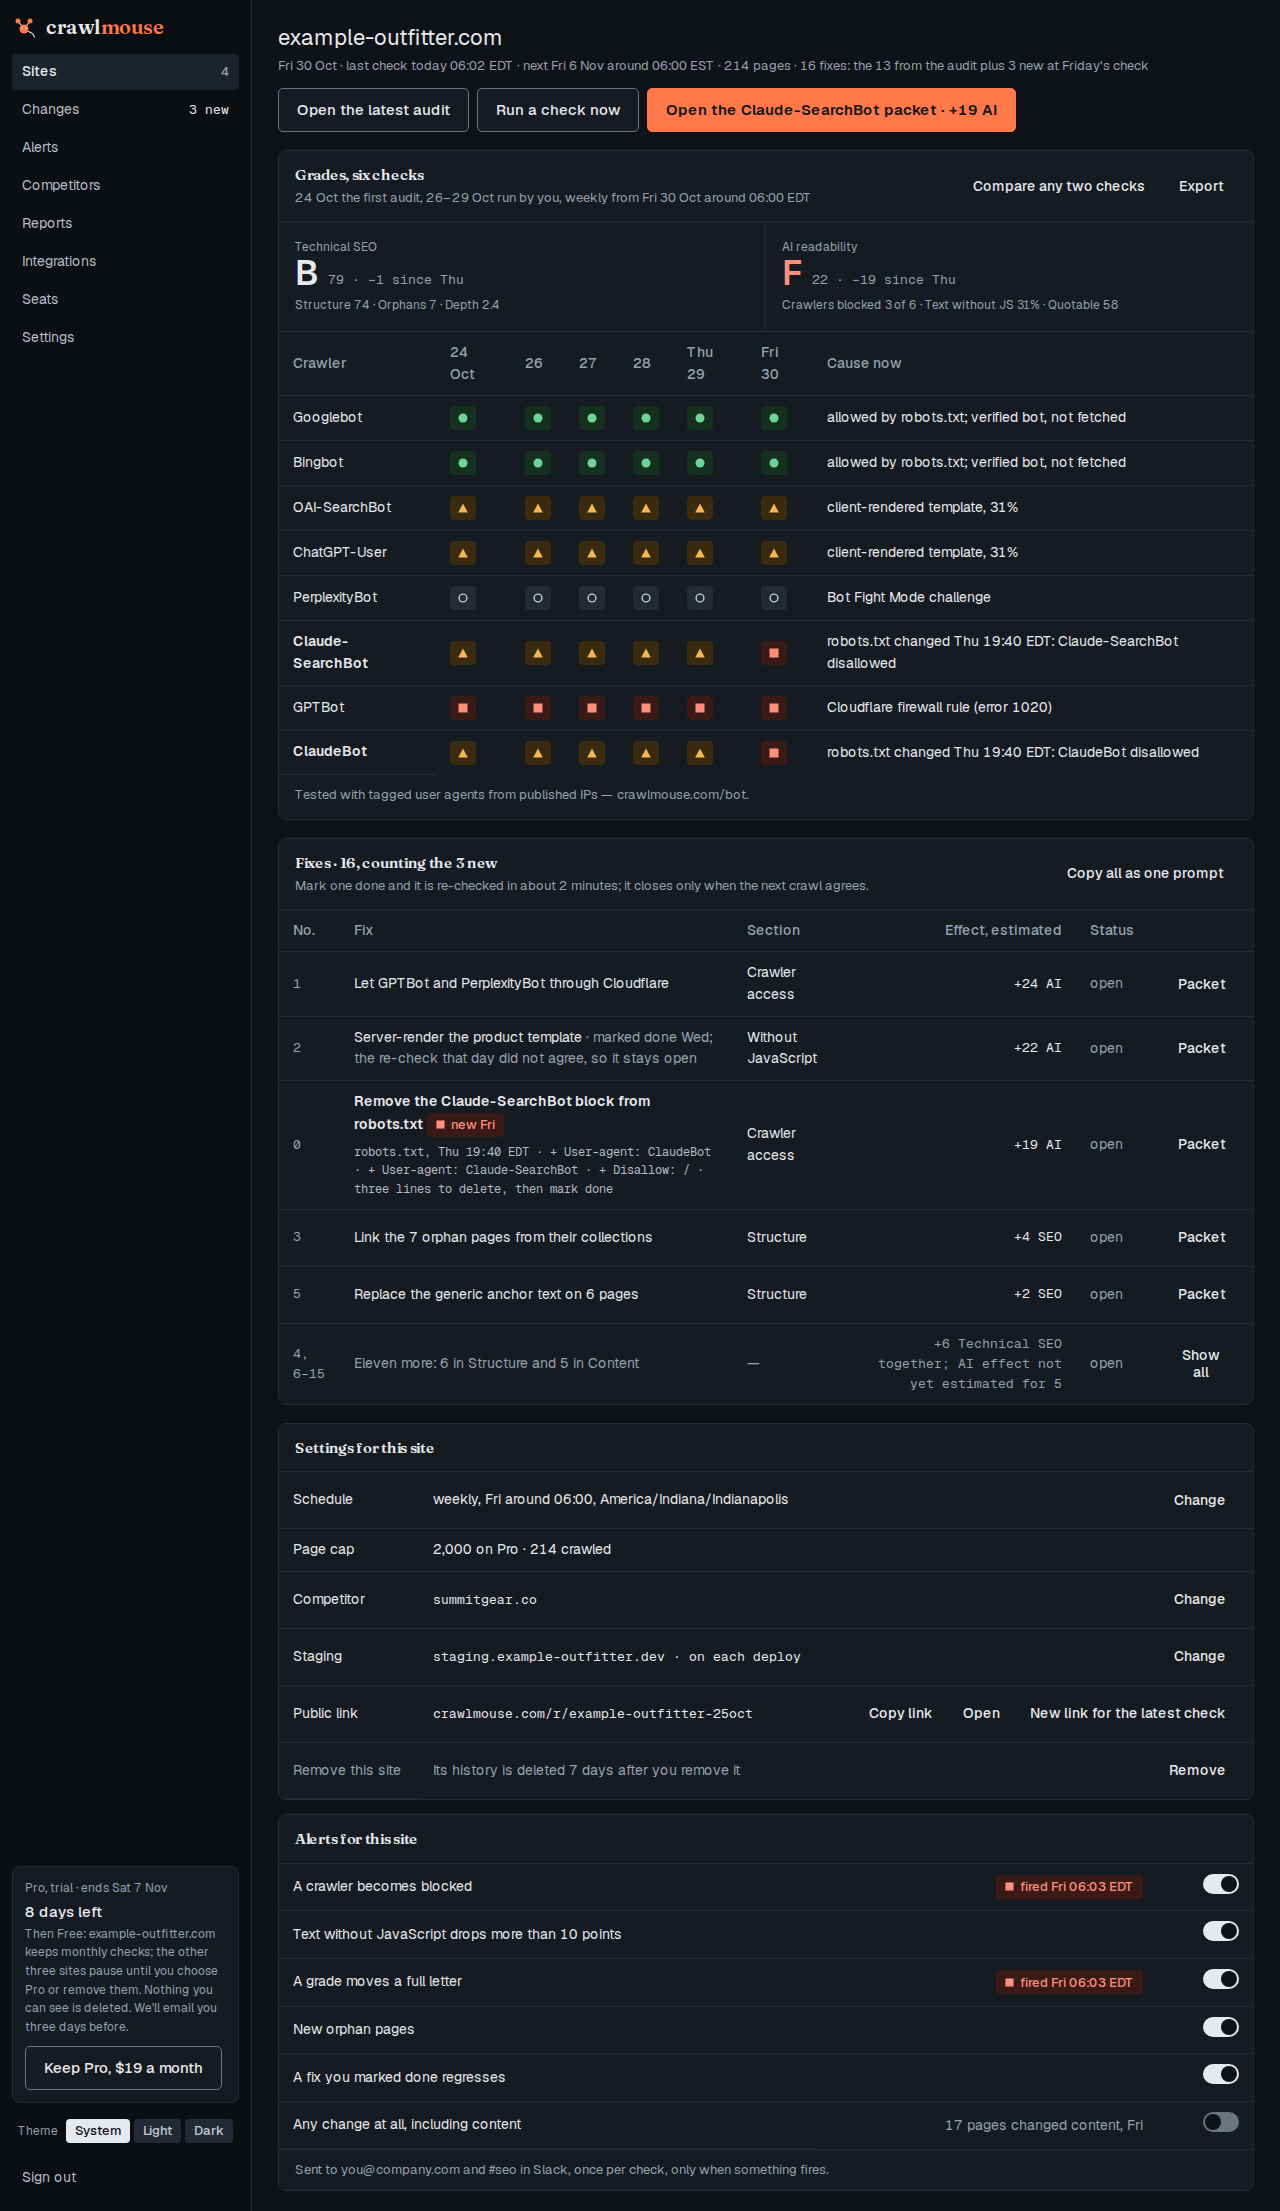 crawlmouse
Sites 4
Changes 3 new
Alerts
Competitors
Reports
Integrations
Seats
Settings
Pro, trial · ends Sat 7 Nov
8 days left
Then Free: example-outfitter.com
keeps monthly checks; the other
three sites pause until you choose
Pro or remove them. Nothing you
can see is deleted. We'll email you
three days before.
Keep Pro, $19 a month
Theme System Light Dark
Sign out
example-outfitter.com
Fri 30 Oct · last check today 06:02 EDT · next Fri 6 Nov around 06:00 EST · 214 pages · 16 fixes: the 13 from the audit plus 3 new at Friday's check
Open the latest audit Run a check now Open the Claude-SearchBot packet · +19 AI
Grades, six checks
24 Oct the first audit, 26–29 Oct run by you, weekly from Fri 30 Oct around 06:00 EDT
Compare any two checks Export
Technical SEO
B 79 · −1 since Thu
Structure 74 · Orphans 7 · Depth 2.4
AI readability
F 22 · −19 since Thu
Crawlers blocked 3 of 6 · Text without JS 31% · Quotable 58
Crawler 24 Oct 26 27 28 Thu 29 Fri 30 Cause now
Googlebot allowed by robots.txt; verified bot, not fetched
Bingbot allowed by robots.txt; verified bot, not fetched
OAI-SearchBot client-rendered template, 31%
ChatGPT-User client-rendered template, 31%
PerplexityBot Bot Fight Mode challenge
Claude-SearchBot robots.txt changed Thu 19:40 EDT: Claude-SearchBot disallowed
GPTBot Cloudflare firewall rule (error 1020)
ClaudeBot robots.txt changed Thu 19:40 EDT: ClaudeBot disallowed
Tested with tagged user agents from published IPs — crawlmouse.com/bot.
Fixes · 16, counting the 3 new
Mark one done and it is re-checked in about 2 minutes; it closes only when the next crawl agrees.
Copy all as one prompt
No. Fix Section Effect, estimated Status
1 Let GPTBot and PerplexityBot through Cloudflare Crawler access +24 AI open Packet
2 Server-render the product template · marked done Wed; the re-check that day did not agree, so it stays open Without JavaScript +22 AI open Packet
0 Remove the Claude-SearchBot block from robots.txt new Fri Crawler access +19 AI open Packet
robots.txt, Thu 19:40 EDT · + User-agent: ClaudeBot
· + User-agent: Claude-SearchBot · + Disallow: / ·
three lines to delete, then mark done
3 Link the 7 orphan pages from their collections Structure +4 SEO open Packet
5 Replace the generic anchor text on 6 pages Structure +2 SEO open Packet
4, 6–15 Eleven more: 6 in Structure and 5 in Content — +6 Technical SEO together; AI effect not yet estimated for 5 open Show all
Settings for this site
Schedule weekly, Fri around 06:00, America/Indiana/Indianapolis Change
Page cap 2,000 on Pro · 214 crawled
Competitor summitgear.co Change
Staging staging.example-outfitter.dev · on each deploy Change
Public link crawlmouse.com/r/example-outfitter-25oct Copy link Open New link for the latest check
Remove this site Its history is deleted 7 days after you remove it Remove
Alerts for this site
A crawler becomes blocked fired Fri 06:03 EDT
Text without JavaScript drops more than 10 points
A grade moves a full letter fired Fri 06:03 EDT
New orphan pages
A fix you marked done regresses
Any change at all, including content 17 pages changed content, Fri
Sent to you@company.com and #seo in Slack, once per check, only when something fires.